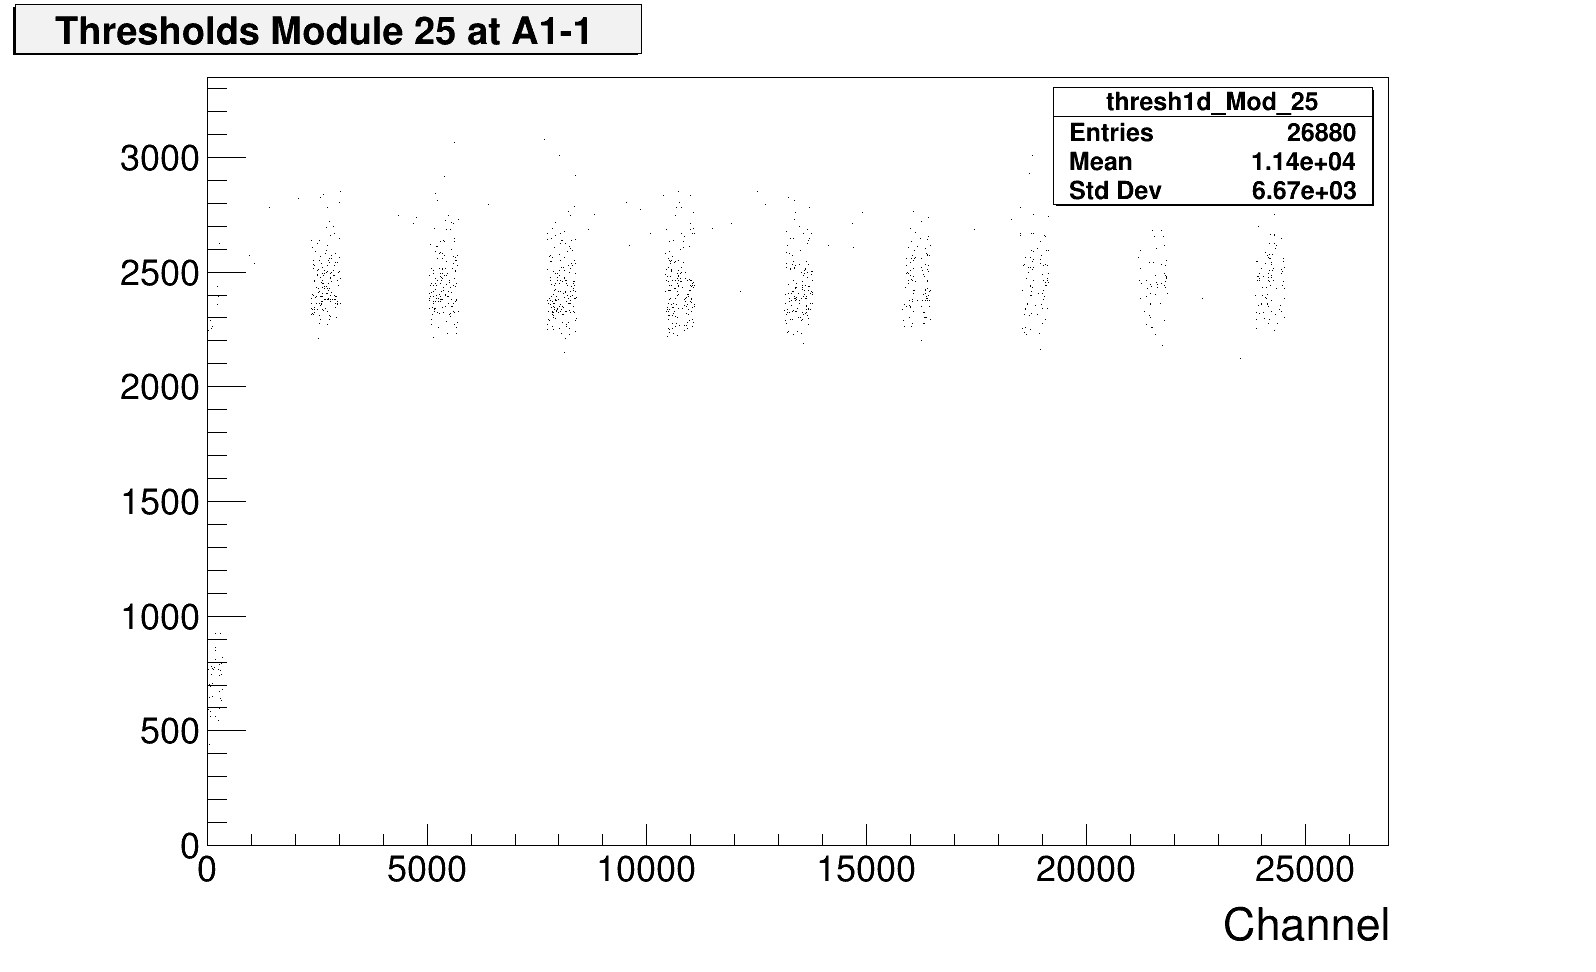 Thresholds Module 25 at A1-1
thresh1d_Mod_25
Entries 26880
Mean 1.14e+04
Std Dev 6.67e+03
3000
2500
2000
1500
1000
500
0
0 5000 10000 15000 20000 25000
Channel